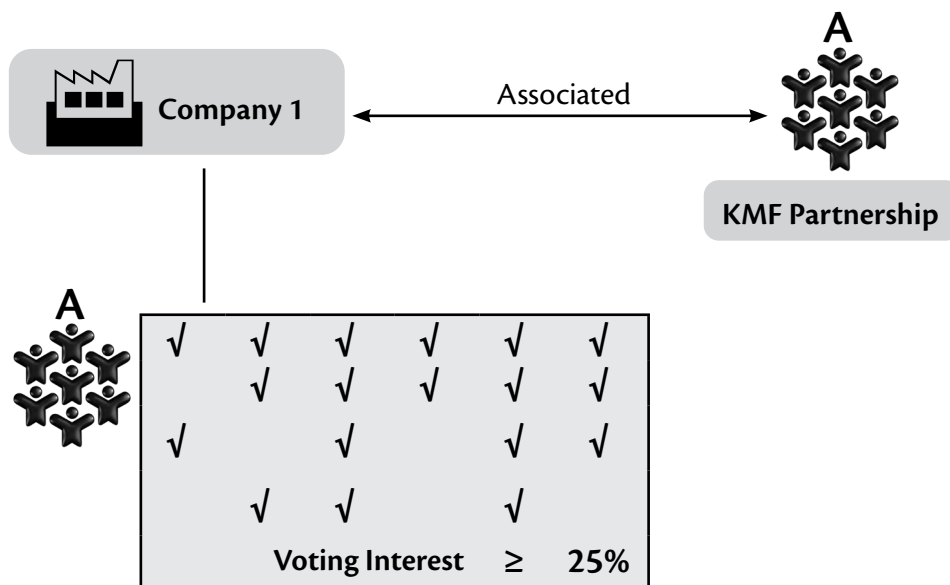 A
Company 1
Associated
KMF Partnership
A
√ √ √ √ √ √
√ √ √ √ √
√ √ √ √
√ √ √
Voting Interest ≥ 25%